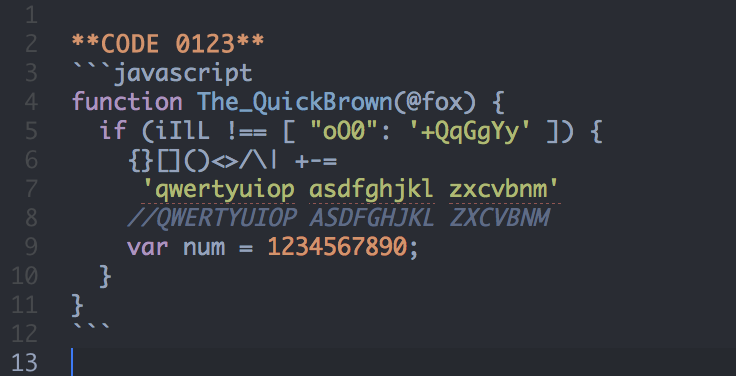 1
2 **CODE 0123**
3 ```javascript
4 function The_QuickBrown(@fox) {
5   if (iIlL !== [ "oO0": '+QqGgYy' ]) {
6     {}[]()<>/\| +-=
7      'qwertyuiop asdfghjkl zxcvbnm'
8     //QWERTYUIOP ASDFGHJKL ZXCVBNM
9     var num = 1234567890;
10   }
11 }
12 ```
13